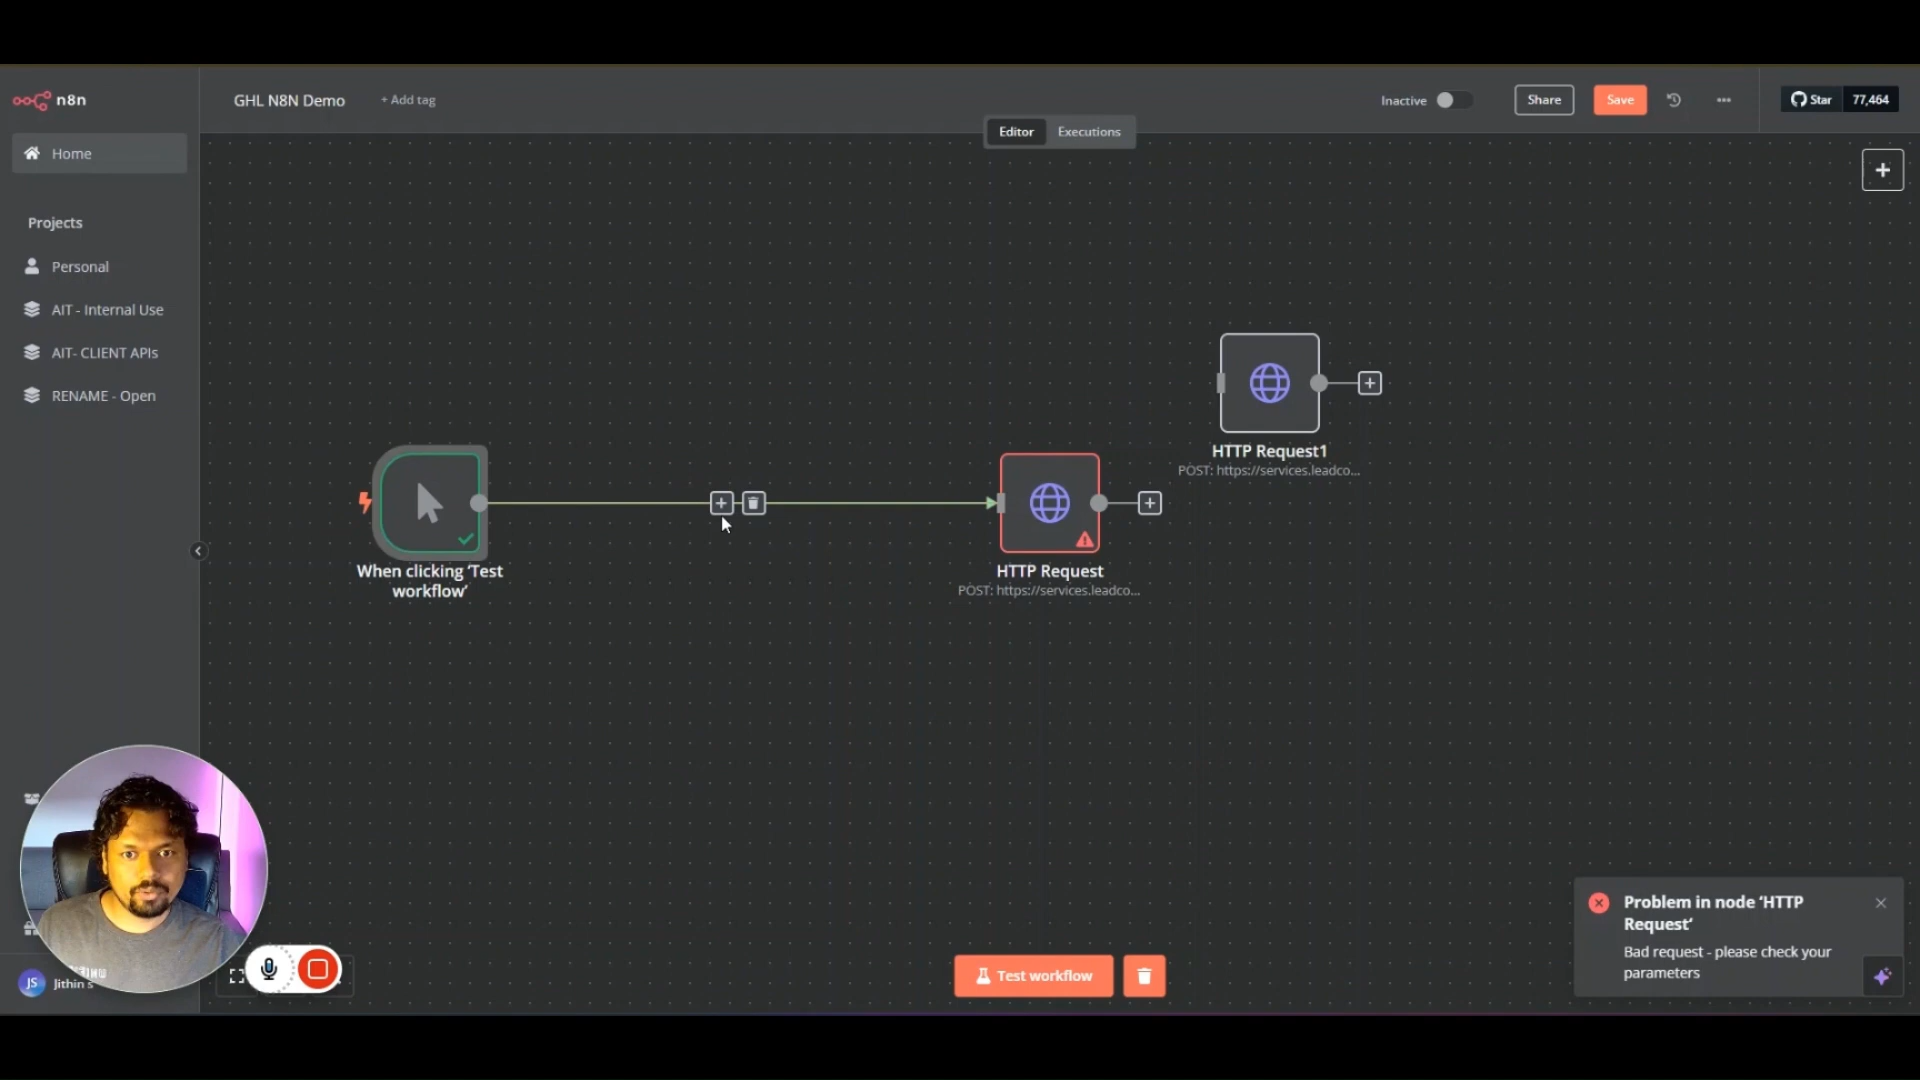 n8n
GHL N8N Demo
+ Add tag
Inactive
Share
Save
Star
77,464
Editor
Executions
Home
Projects
Personal
AIT - Internal Use
AIT- CLIENT APIs
RENAME - Open
HTTP Request1
POST: https://services.leadco...
When clicking ‘Test
workflow’
HTTP Request
POST: https://services.leadco...
Problem in node ‘HTTP
Request‘
Bad request - please check your
parameters
Test workflow
JS
Jithin s